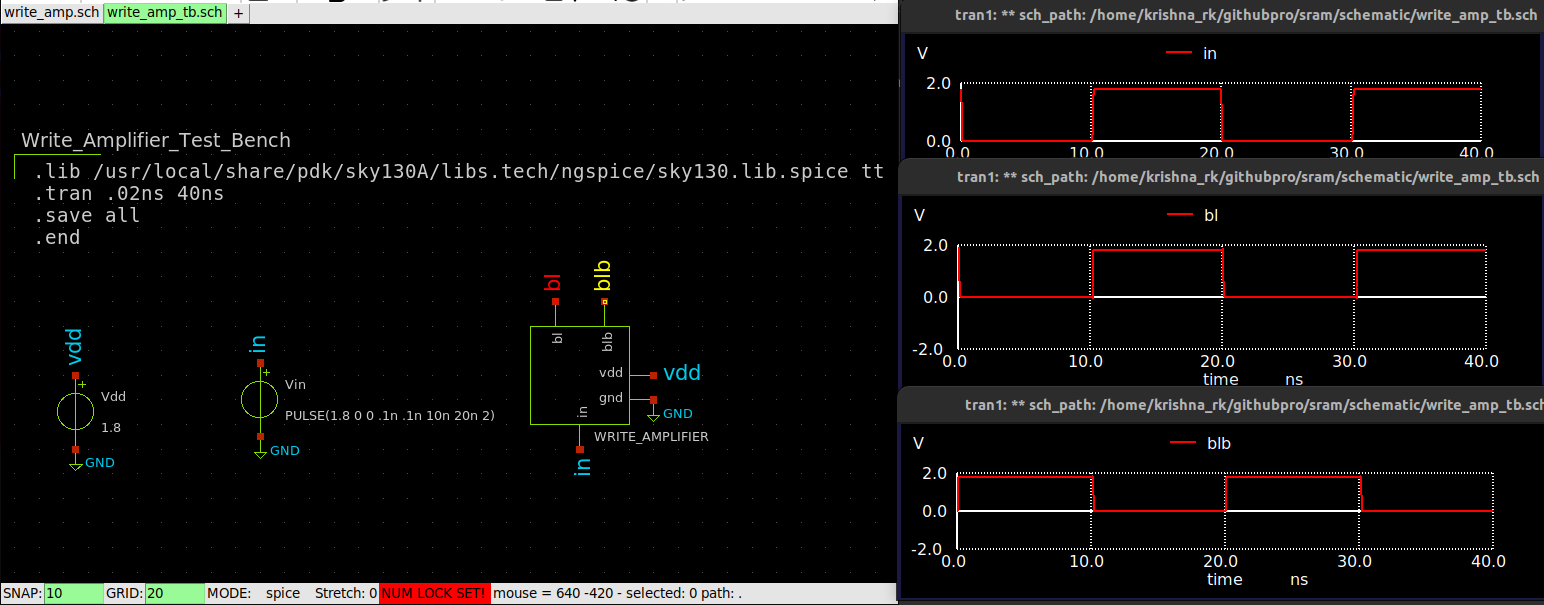 write_amp.sch write_amp_tb.sch +
Write_Amplifier_Test_Bench
.lib /usr/local/share/pdk/sky130A/libs.tech/ngspice/sky130.lib.spice tt
.tran .02ns 40ns
.save all
.end
vdd
+
Vdd
1.8
GND
in
+
Vin
PULSE(1.8 0 0 .1n .1n 10n 20n 2)
GND
bl
blb
bl
blb
vdd
vdd
gnd
GND
in
WRITE_AMPLIFIER
in
SNAP: 10 GRID: 20 MODE: spice Stretch: 0 NUM LOCK SET! mouse = 640 -420 - selected: 0 path: .
tran1: ** sch_path: /home/krishna_rk/githubpro/sram/schematic/write_amp_tb.sch
V
in
2.0
0.0
0.0 10.0 20.0 30.0 40.0
tran1: ** sch_path: /home/krishna_rk/githubpro/sram/schematic/write_amp_tb.sch
V
bl
2.0
0.0
-2.0
0.0 10.0 20.0 30.0 40.0
time ns
tran1: ** sch_path: /home/krishna_rk/githubpro/sram/schematic/write_amp_tb.sch
V
blb
2.0
0.0
-2.0
0.0 10.0 20.0 30.0 40.0
time ns